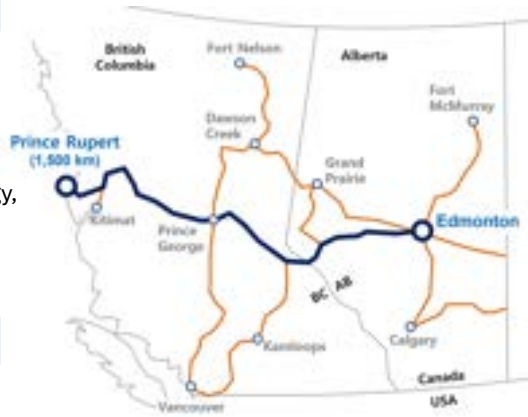 British
Columbia
Fort Nelson
Alberta
Fort
McMurray
Dawson
Creek
Prince Rupert
(1,500 km)
Grand
Prairie
y,
Kitimat
Prince
George
Edmonton
BC AB
Kamloops
Calgary
Canada
USA
Vancouver